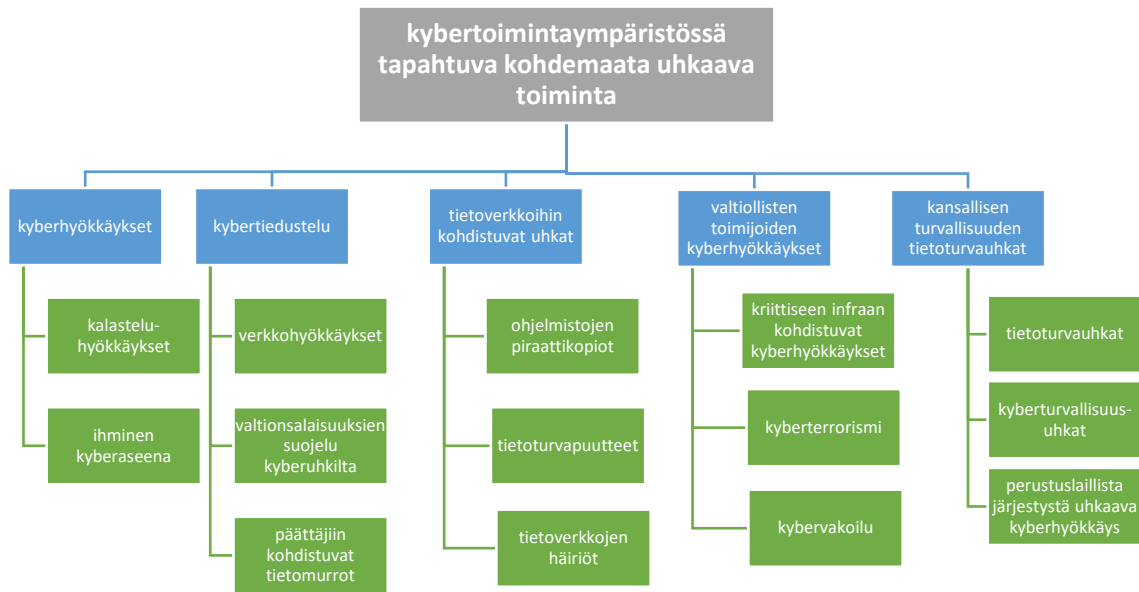 kybertoimintaympäristössä
tapahtuva kohdemaata uhkaava
toiminta
kyberhyökkäykset
kybertiedustelu
tietoverkkoihin
kohdistuvat uhkat
valtiollisten
toimijoiden
kyberhyökkäykset
kansallisen
turvallisuuden
tietoturvauhkat
kalastelu-
hyökkäykset
ihminen
kyberaseena
verkkohyökkäykset
valtionsalaisuuksien
suojelu
kyberuhkilta
päättäjiin
kohdistuvat
tietomurrot
ohjelmistojen
piraattikopiot
tietoturvapuutteet
tietoverkkojen
häiriöt
kriittiseen infraan
kohdistuvat
kyberhyökkäykset
kyberterrorismi
kybervakoilu
tietoturvauhkat
kyberturvallisuus-
uhkat
perustuslaillista
järjestystä uhkaava
kyberhyökkäys